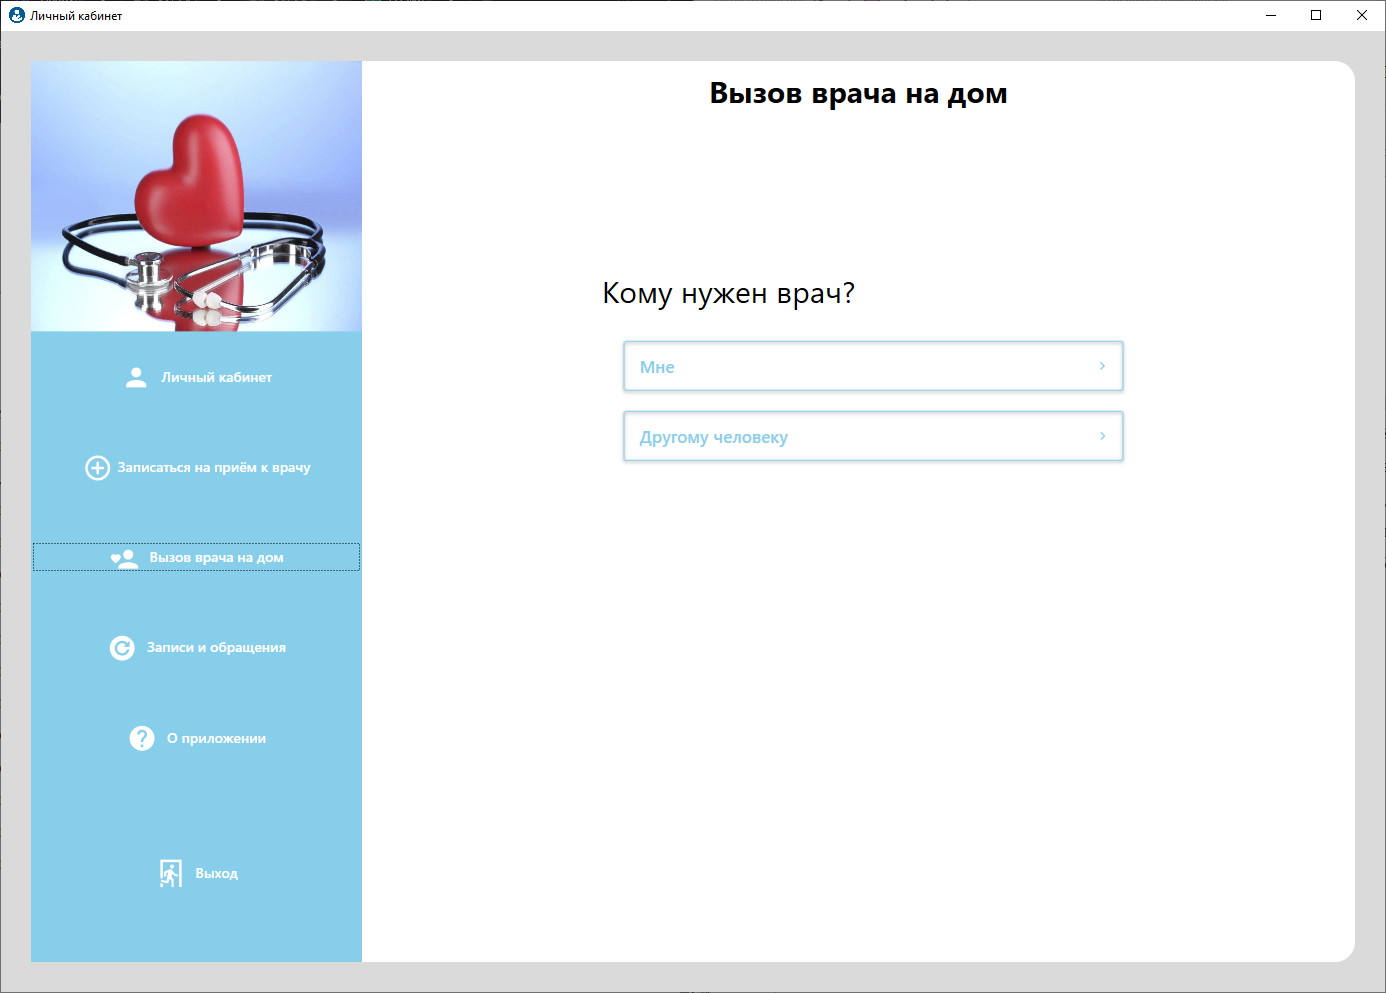 Личный кабинет
Вызов врача на дом
Кому нужен врач?
Мне
Другому человеку
Личный кабинет
Записаться на приём к врачу
Вызов врача на дом
Записи и обращения
О приложении
Выход